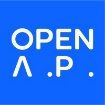 OPEN
Λ .P.